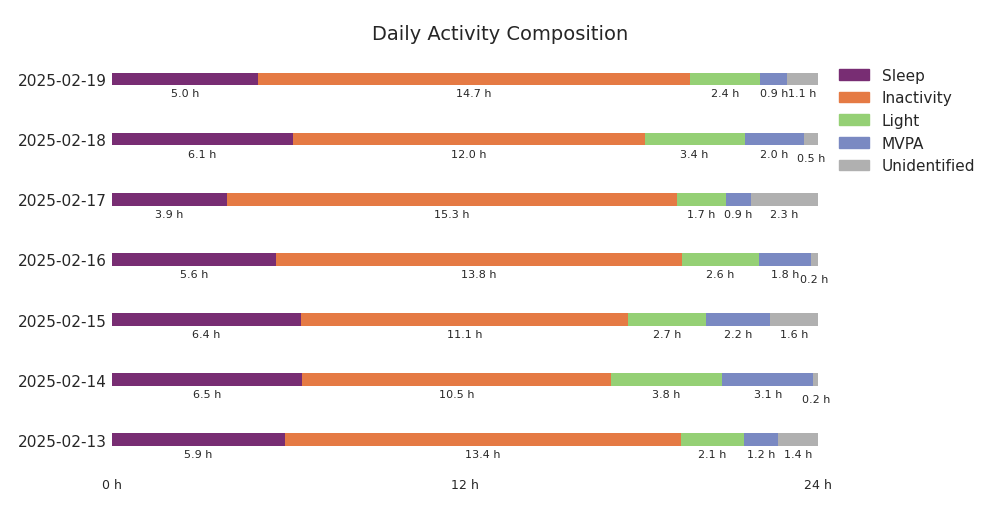 Daily Activity Composition
2025-02-19
5.0 h 14.7 h 2.4 h 0.9 h 1.1 h
2025-02-18
6.1 h 12.0 h 3.4 h 2.0 h 0.5 h
2025-02-17
3.9 h 15.3 h 1.7 h 0.9 h 2.3 h
2025-02-16
5.6 h 13.8 h 2.6 h 1.8 h 0.2 h
2025-02-15
6.4 h 11.1 h 2.7 h 2.2 h 1.6 h
2025-02-14
6.5 h 10.5 h 3.8 h 3.1 h 0.2 h
2025-02-13
5.9 h 13.4 h 2.1 h 1.2 h 1.4 h
0 h 12 h 24 h
Sleep
Inactivity
Light
MVPA
Unidentified